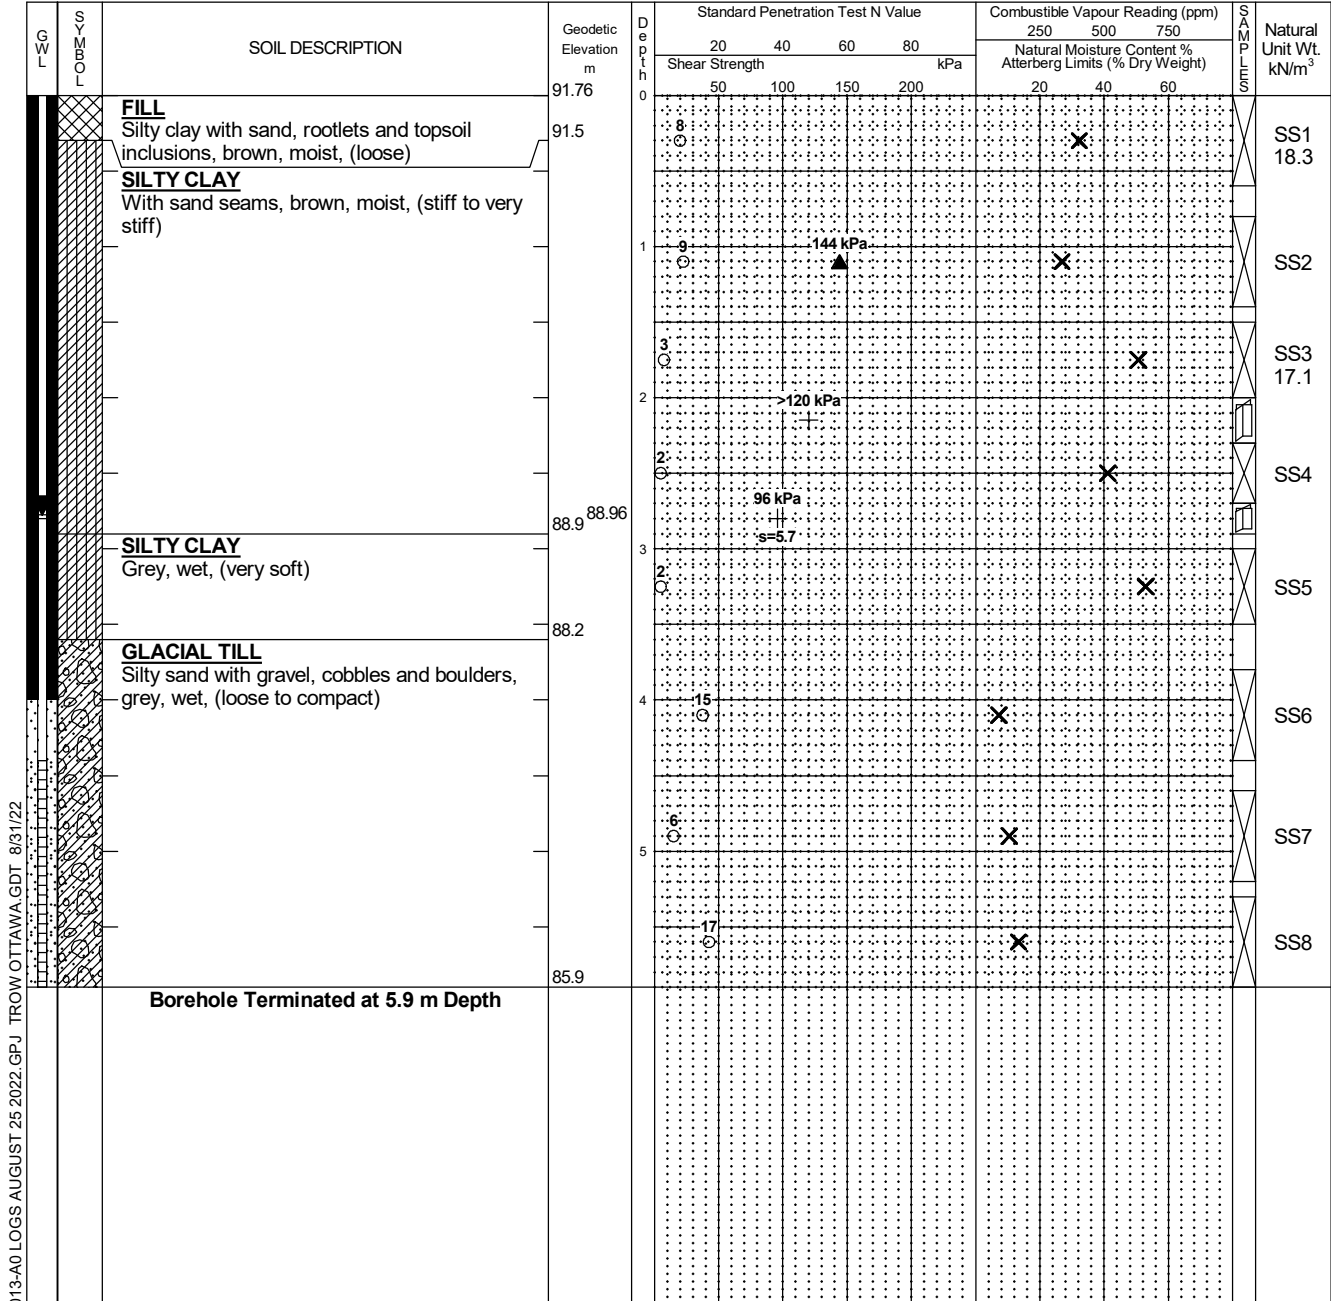 GWL
SYMBOL
SOIL DESCRIPTION
Geodetic
Elevation
m
Depth
Standard Penetration Test N Value
20 40 60 80
Shear Strength kPa
50 100 150 200
Combustible Vapour Reading (ppm)
250 500 750
Natural Moisture Content %
Atterberg Limits (% Dry Weight)
20 40 60
SAMPLES
Natural
Unit Wt.
kN/m³
91.76
0
FILL
Silty clay with sand, rootlets and topsoil
inclusions, brown, moist, (loose)
91.5
8
SS1
18.3
SILTY CLAY
With sand seams, brown, moist, (stiff to very
stiff)
1
9
144 kPa
SS2
3
SS3
17.1
2
>120 kPa
2
SS4
96 kPa
s=5.7
88.96
88.9
SILTY CLAY
Grey, wet, (very soft)
3
2
SS5
88.2
GLACIAL TILL
Silty sand with gravel, cobbles and boulders,
grey, wet, (loose to compact)
4
15
SS6
6
SS7
5
17
SS8
85.9
Borehole Terminated at 5.9 m Depth
013-A0 LOGS AUGUST 25 2022.GPJ TROW OTTAWA.GDT 8/31/22